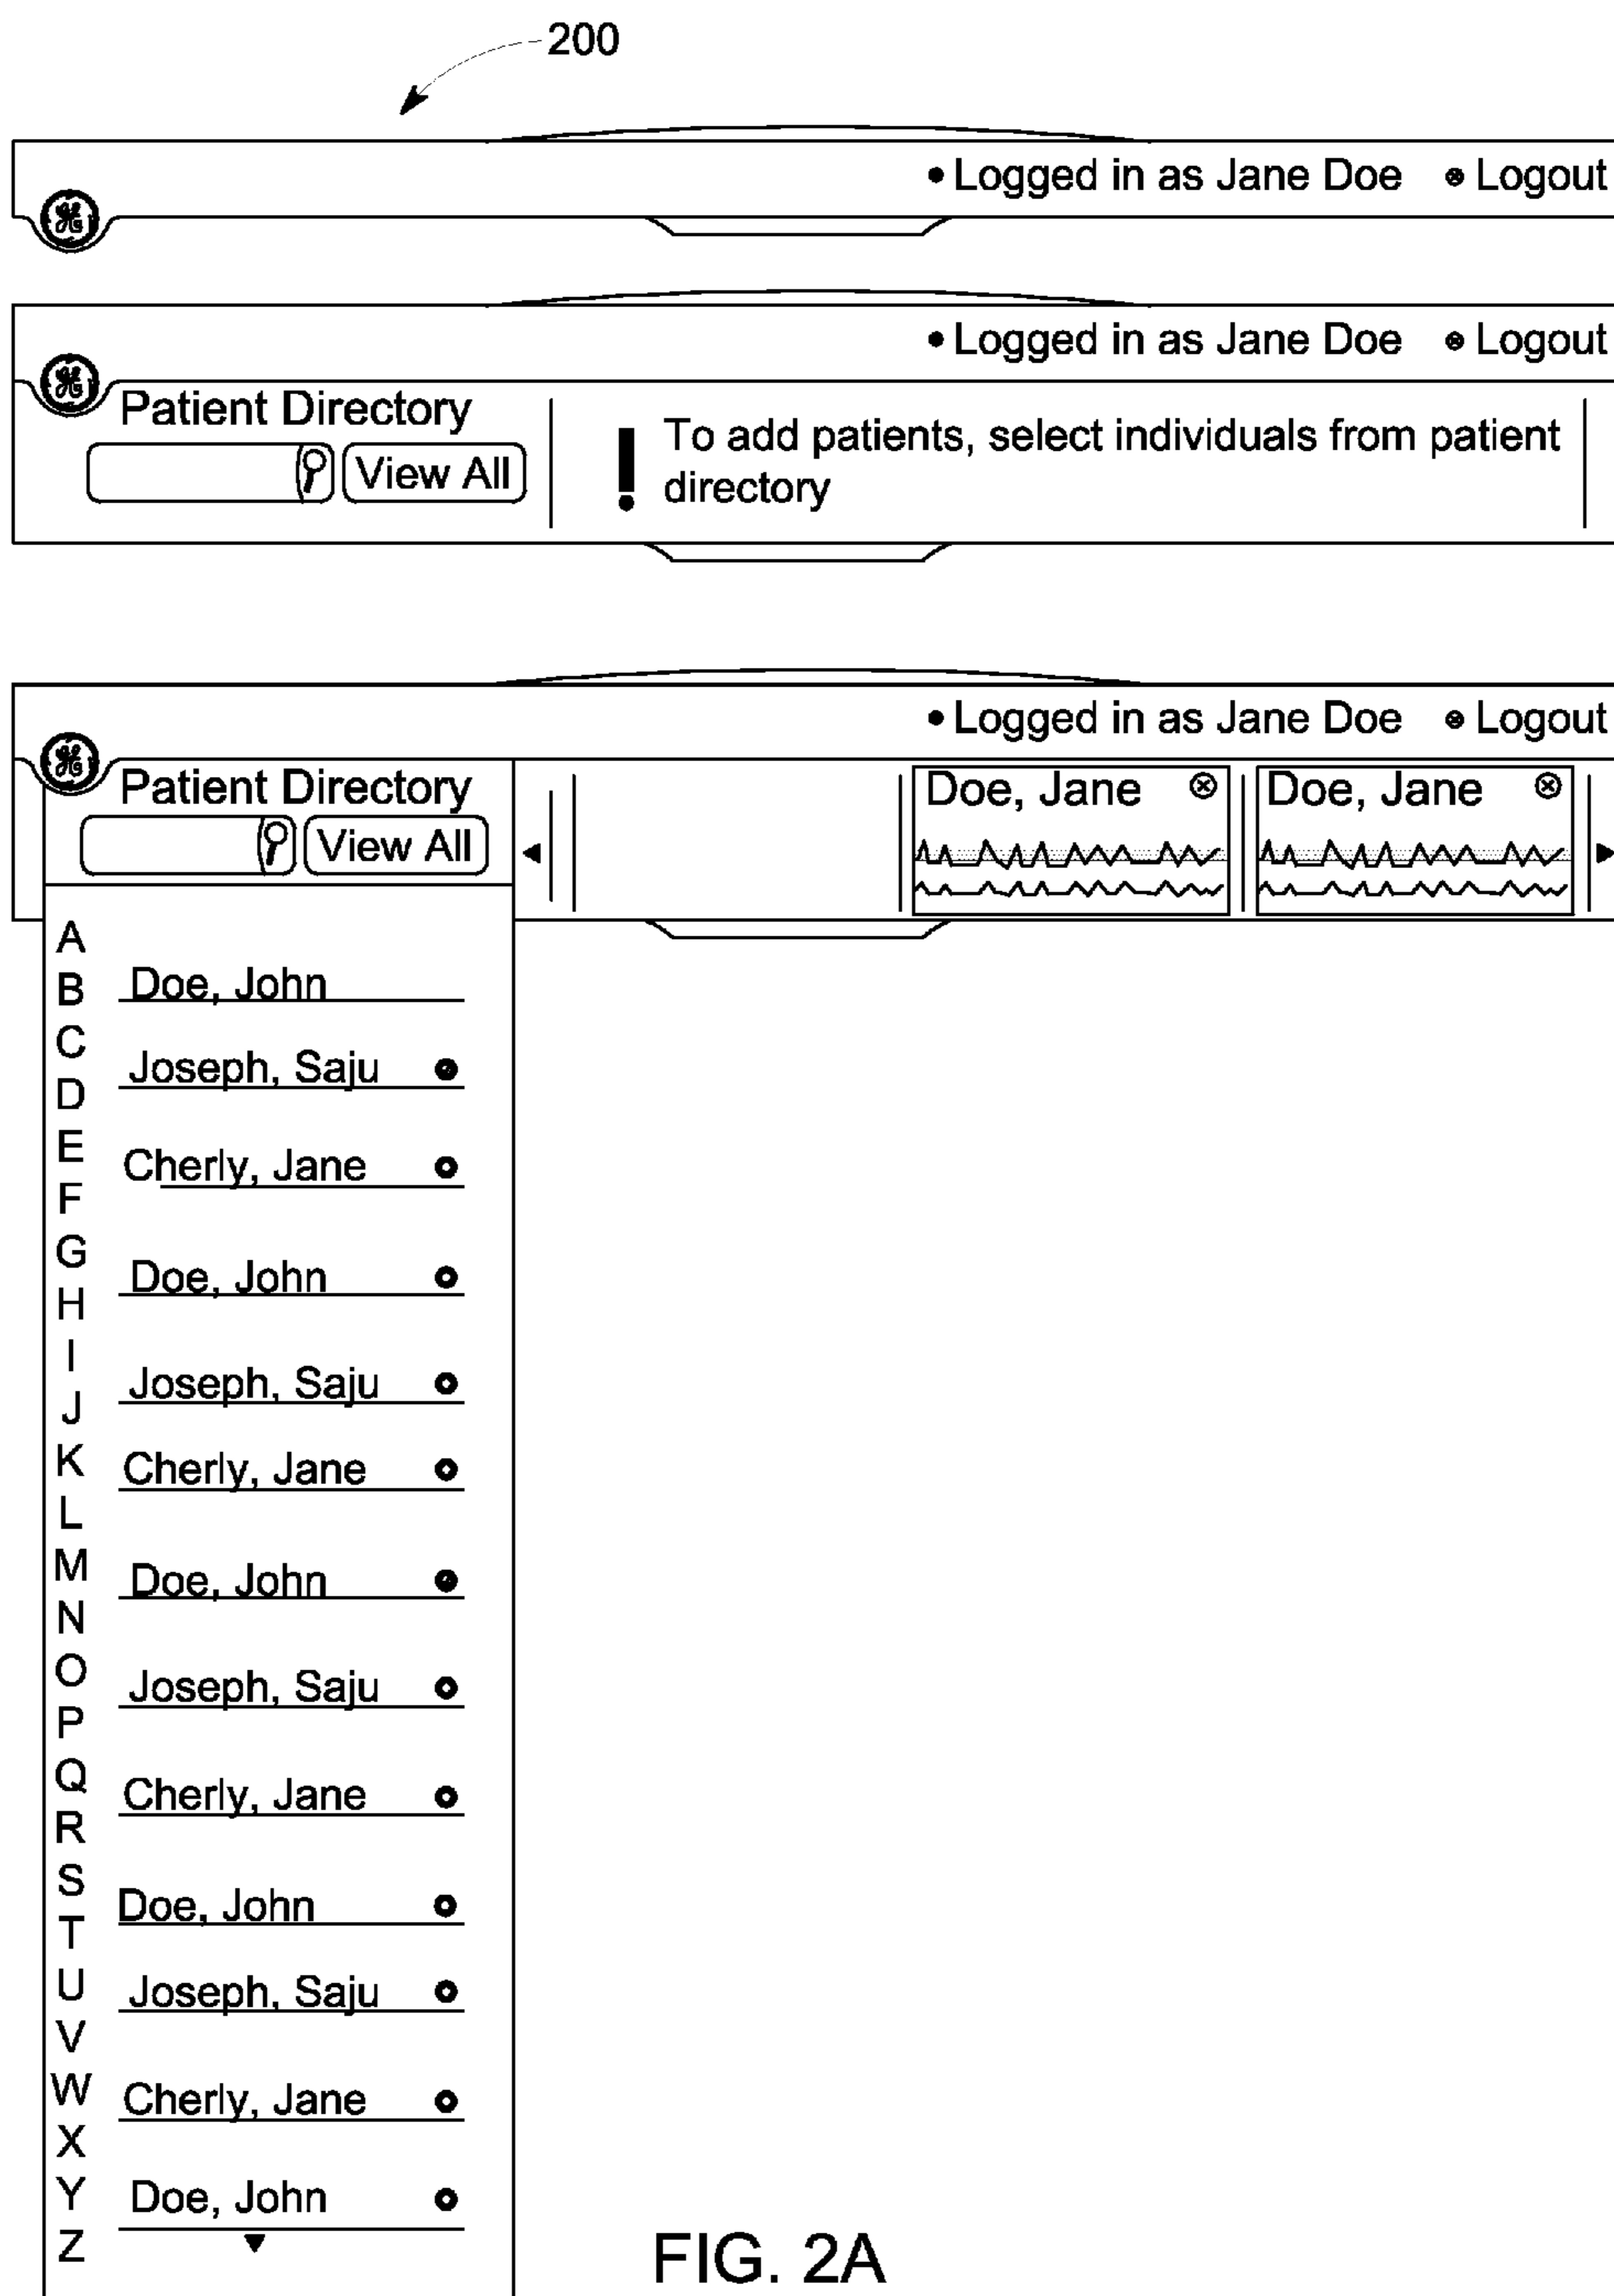 200
Logged in as Jane Doe Logout
Logged in as Jane Doe Logout
Patient Directory
View All
To add patients, select individuals from patient
directory
Logged in as Jane Doe Logout
Patient Directory
View All
Doe, Jane
Doe, Jane
A
B
Doe, John
C
Joseph, Saju
D
E
Cherly, Jane
F
G
Doe, John
H
I
Joseph, Saju
J
K
Cherly, Jane
L
M
Doe, John
N
O
Joseph, Saju
P
Q
Cherly, Jane
R
S
Doe, John
T
U
Joseph, Saju
V
W
Cherly, Jane
X
Y
Doe, John
Z
FIG. 2A